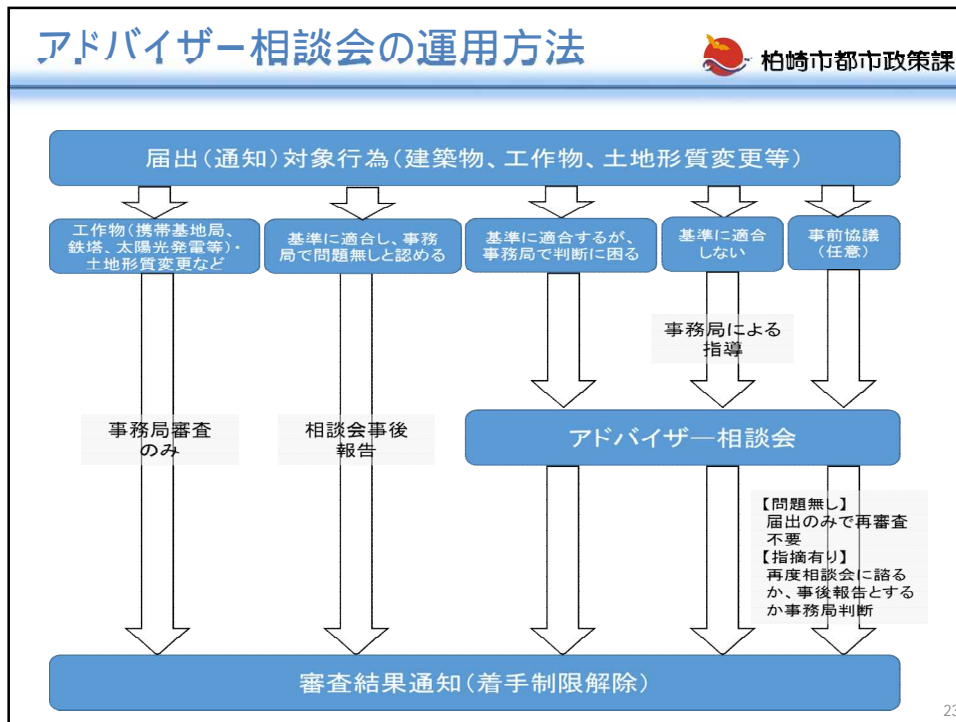 アドバイザー相談会の運用方法
柏崎市都市政策課
届出(通知)対象行為(建築物、工作物、土地形質変更等)
工作物(携帯基地局、
鉄塔、太陽光発電等)・
土地形質変更など
基準に適合し、事務
局で問題無しと認める
基準に適合するが、
事務局で判断に困る
基準に適合
しない
事前協議
(任意)
事務局による
指導
事務局審査
のみ
相談会事後
報告
アドバイザー相談会
【問題無し】
届出のみで再審査
不要
【指摘有り】
再度相談会に諮る
か、事後報告とする
か事務局判断
審査結果通知(着手制限解除)
23